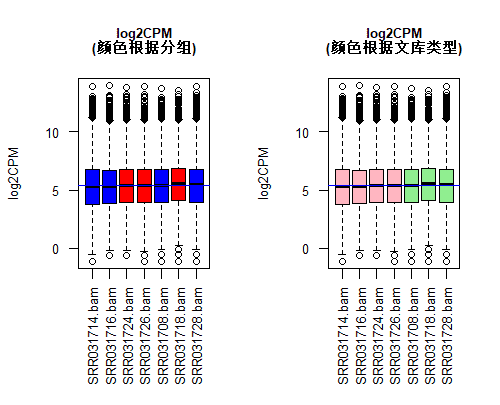 log2CPM
(颜色根据分组)
log2CPM
10
5
0
SRR031714.bam
SRR031716.bam
SRR031724.bam
SRR031726.bam
SRR031708.bam
SRR031718.bam
SRR031728.bam
log2CPM
(颜色根据文库类型)
log2CPM
10
5
0
SRR031714.bam
SRR031716.bam
SRR031724.bam
SRR031726.bam
SRR031708.bam
SRR031718.bam
SRR031728.bam